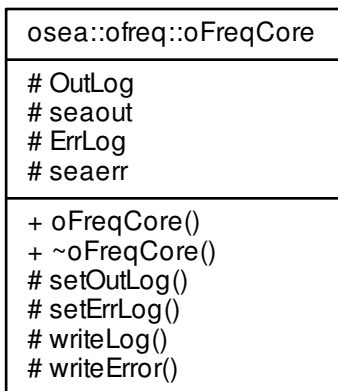 osea::ofreq::oFreqCore
# OutLog
# seaout
# ErrLog
# seaerr
+ oFreqCore()
+ ~oFreqCore()
# setOutLog()
# setErrLog()
# writeLog()
# writeError()